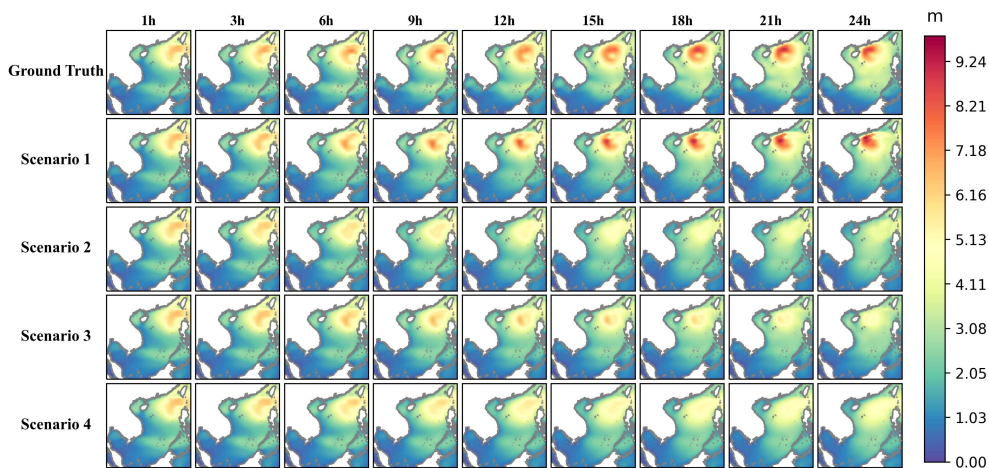 1h 3h 6h 9h 12h 15h 18h 21h 24h m
Ground Truth
Scenario 1
Scenario 2
Scenario 3
Scenario 4
9.24
8.21
7.18
6.16
5.13
4.11
3.08
2.05
1.03
0.00